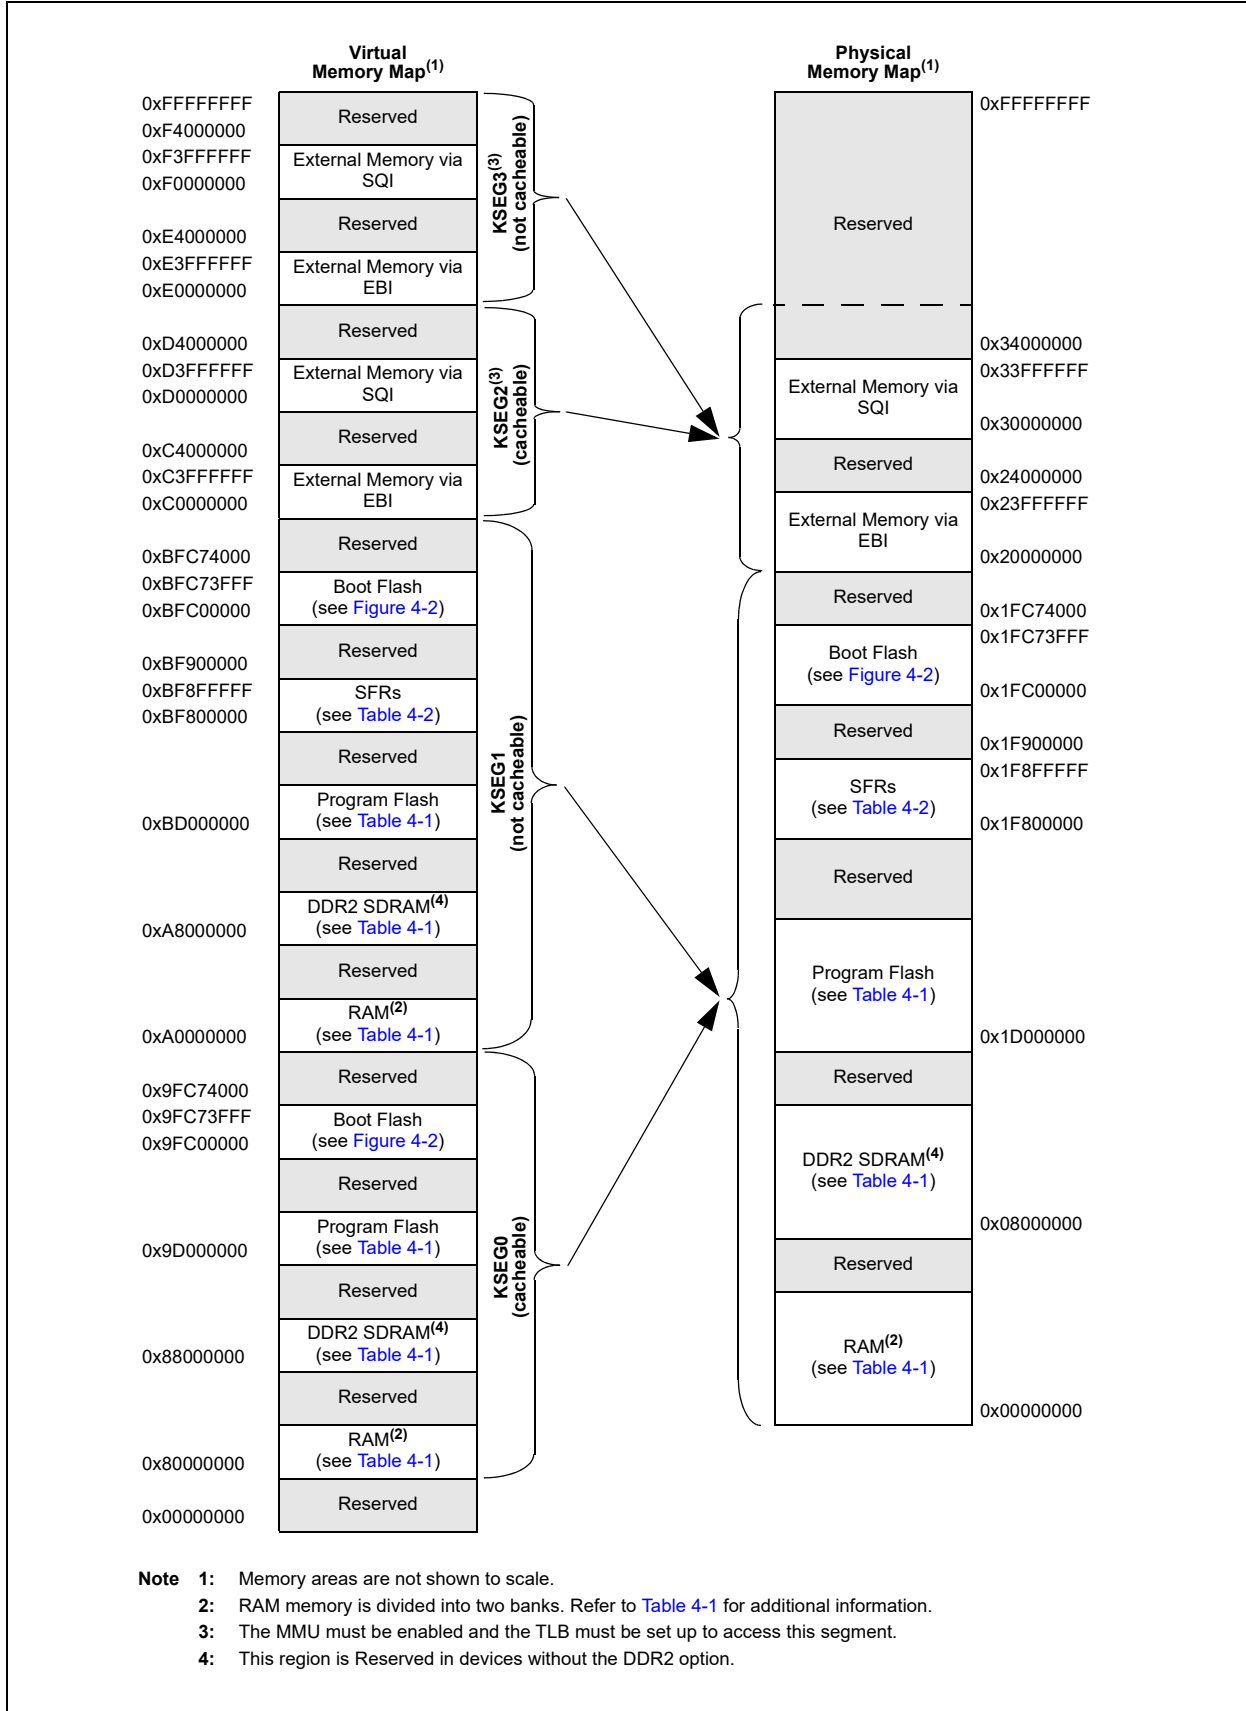 Virtual
Memory Map(1)
0xFFFFFFFF
Reserved
0xF4000000
0xF3FFFFFF
External Memory via
SQI
0xF0000000
Reserved
0xE4000000
0xE3FFFFFF
External Memory via
EBI
0xE0000000
KSEG3(3)
(not cacheable)
Reserved
0xD4000000
0xD3FFFFFF
External Memory via
SQI
0xD0000000
Reserved
0xC4000000
0xC3FFFFFF
External Memory via
EBI
0xC0000000
KSEG2(3)
(cacheable)
Reserved
0xBFC74000
0xBFC73FFF
Boot Flash
(see Figure 4-2)
0xBFC00000
Reserved
0xBF900000
0xBF8FFFFF
SFRs
(see Table 4-2)
0xBF800000
Reserved
Program Flash
(see Table 4-1)
0xBD000000
Reserved
DDR2 SDRAM(4)
(see Table 4-1)
0xA8000000
Reserved
RAM(2)
(see Table 4-1)
0xA0000000
KSEG1
(not cacheable)
Reserved
0x9FC74000
0x9FC73FFF
Boot Flash
(see Figure 4-2)
0x9FC00000
Reserved
Program Flash
(see Table 4-1)
0x9D000000
Reserved
DDR2 SDRAM(4)
(see Table 4-1)
0x88000000
Reserved
RAM(2)
(see Table 4-1)
0x80000000
KSEG0
(cacheable)
Reserved
0x00000000
Physical
Memory Map(1)
0xFFFFFFFF
Reserved
0x34000000
0x33FFFFFF
External Memory via
SQI
0x30000000
Reserved
0x24000000
0x23FFFFFF
External Memory via
EBI
0x20000000
Reserved
0x1FC74000
0x1FC73FFF
Boot Flash
(see Figure 4-2)
0x1FC00000
Reserved
0x1F900000
0x1F8FFFFF
SFRs
(see Table 4-2)
0x1F800000
Reserved
Program Flash
(see Table 4-1)
0x1D000000
Reserved
DDR2 SDRAM(4)
(see Table 4-1)
0x08000000
Reserved
RAM(2)
(see Table 4-1)
0x00000000
Note 1: Memory areas are not shown to scale.
2: RAM memory is divided into two banks. Refer to Table 4-1 for additional information.
3: The MMU must be enabled and the TLB must be set up to access this segment.
4: This region is Reserved in devices without the DDR2 option.